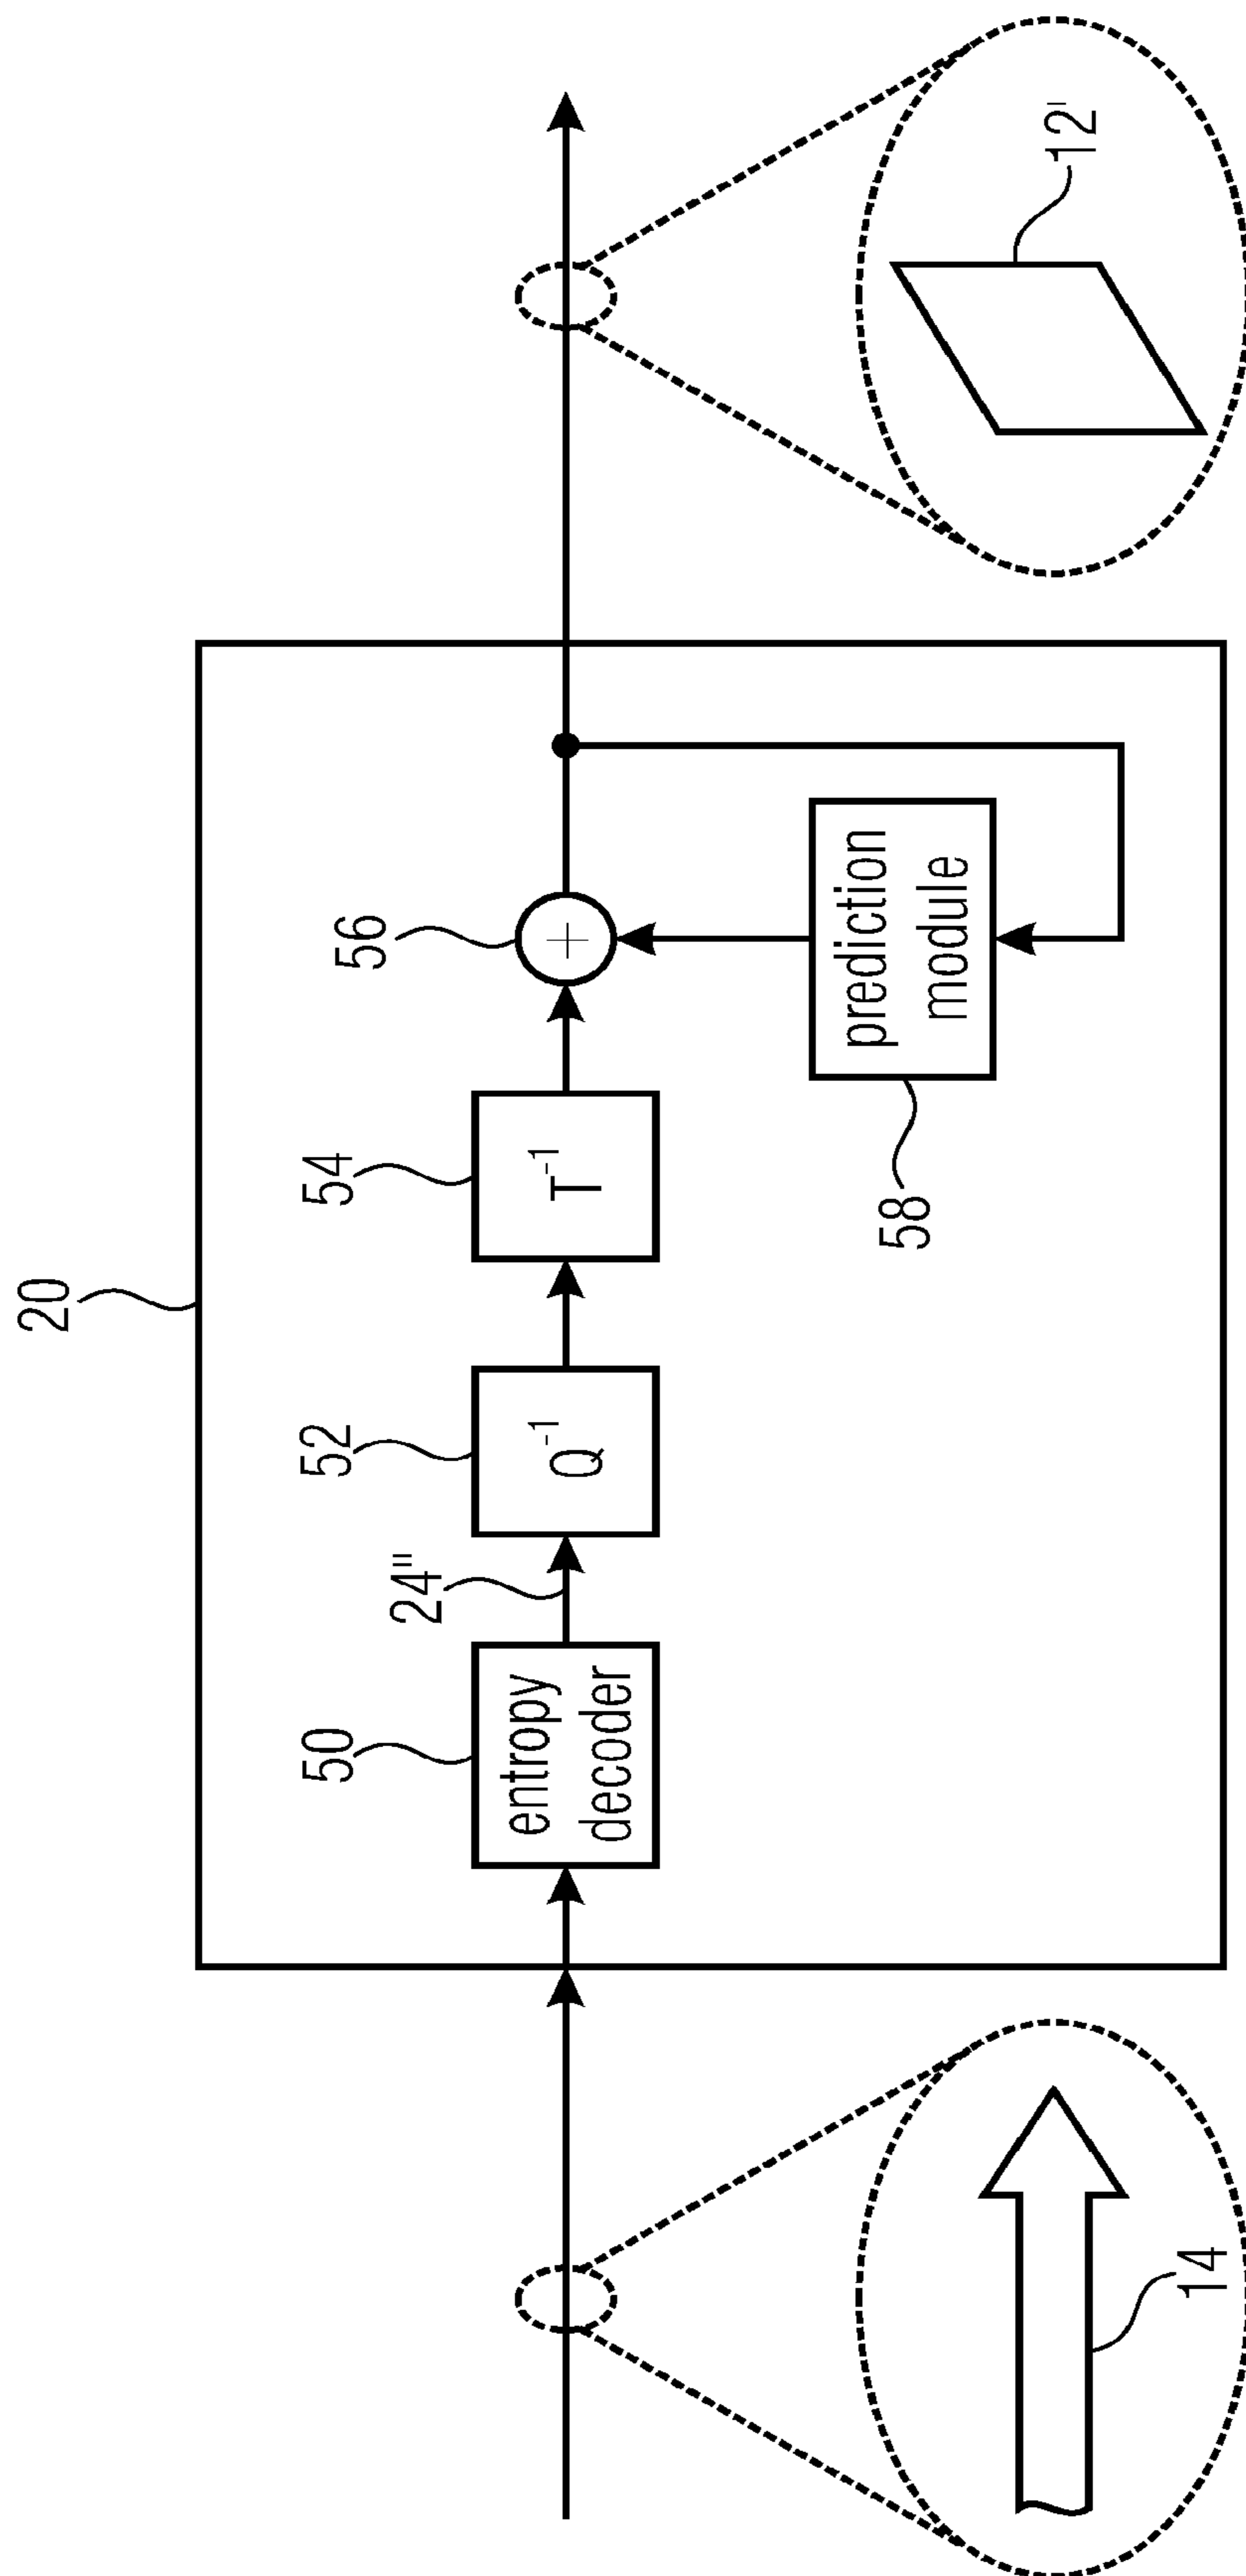 20
50
entropy
decoder
24"
52
Q⁻¹
54
T⁻¹
56
+
58
prediction
module
14
12'